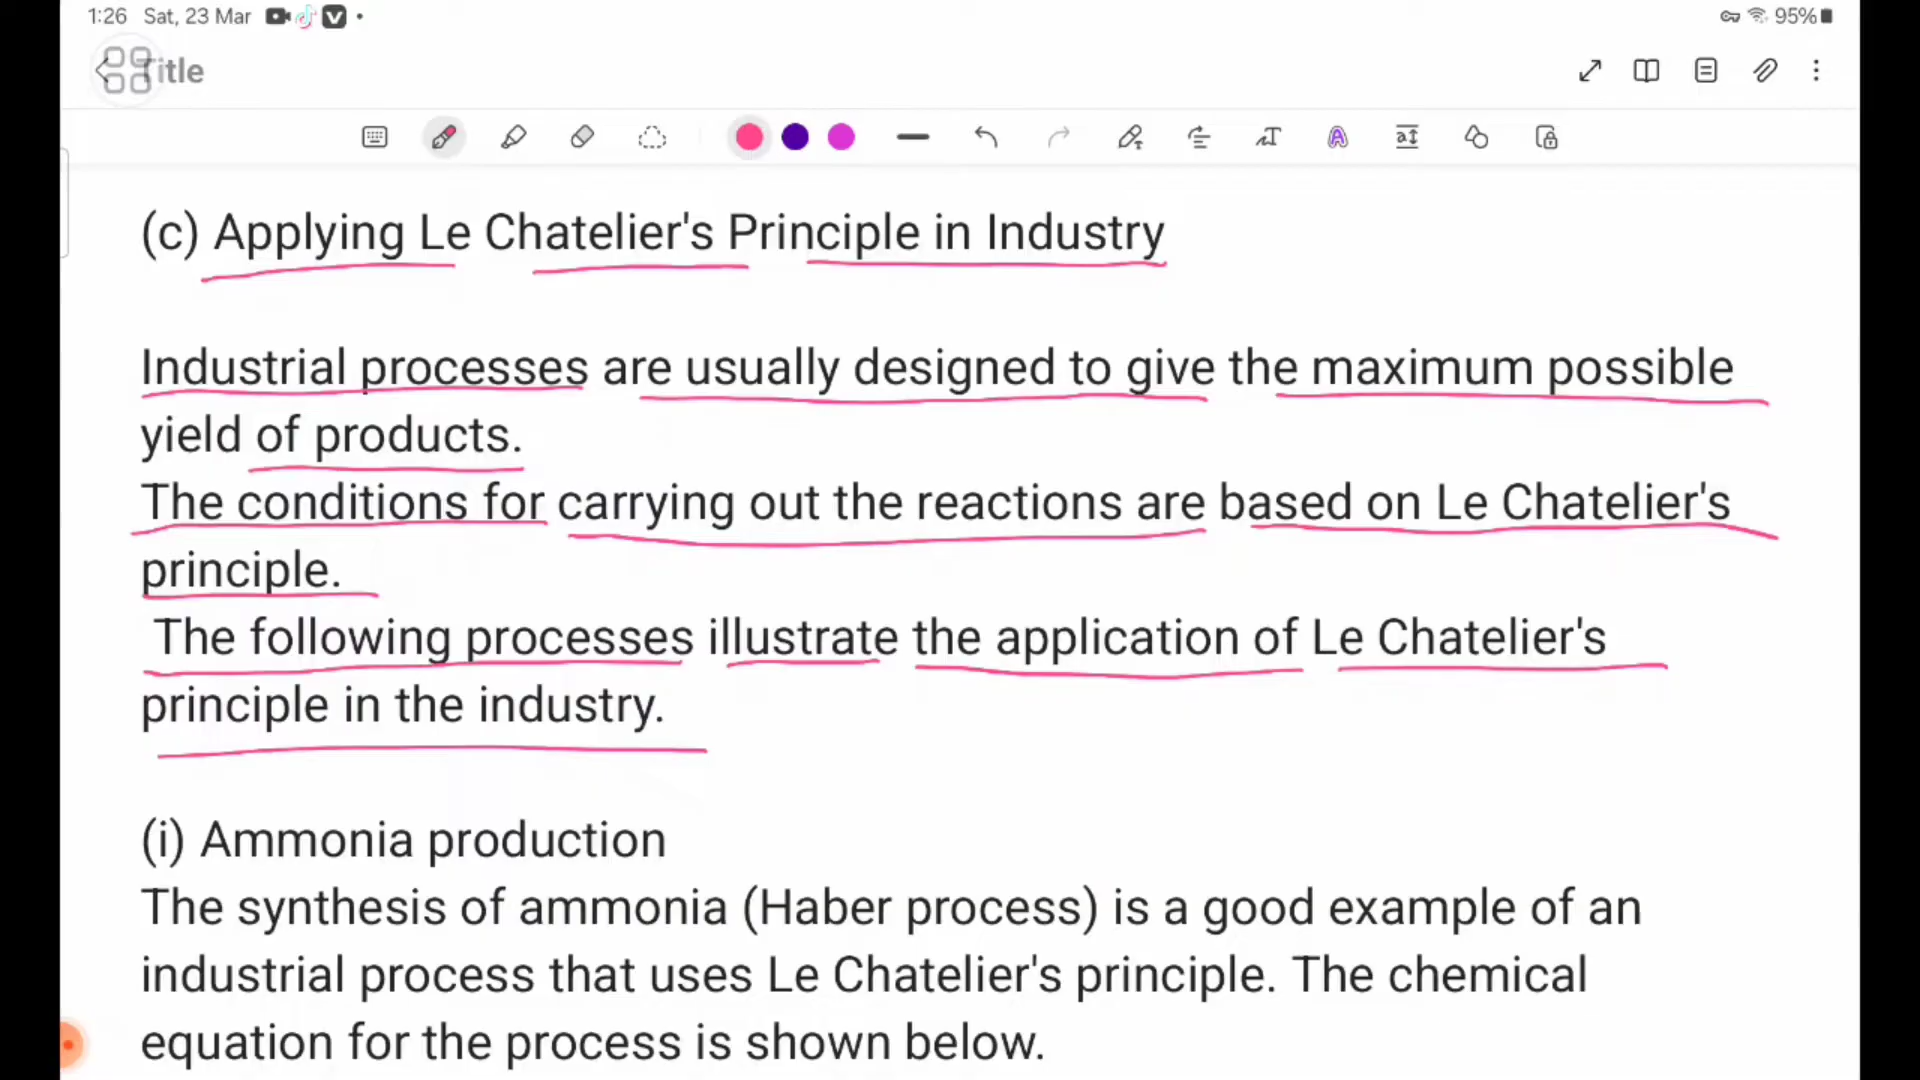 1:26 Sat, 23 Mar
95%
Title
(c) Applying Le Chatelier's Principle in Industry
Industrial processes are usually designed to give the maximum possible
yield of products.
The conditions for carrying out the reactions are based on Le Chatelier's
principle.
The following processes illustrate the application of Le Chatelier's
principle in the industry.
(i) Ammonia production
The synthesis of ammonia (Haber process) is a good example of an
industrial process that uses Le Chatelier's principle. The chemical
equation for the process is shown below.